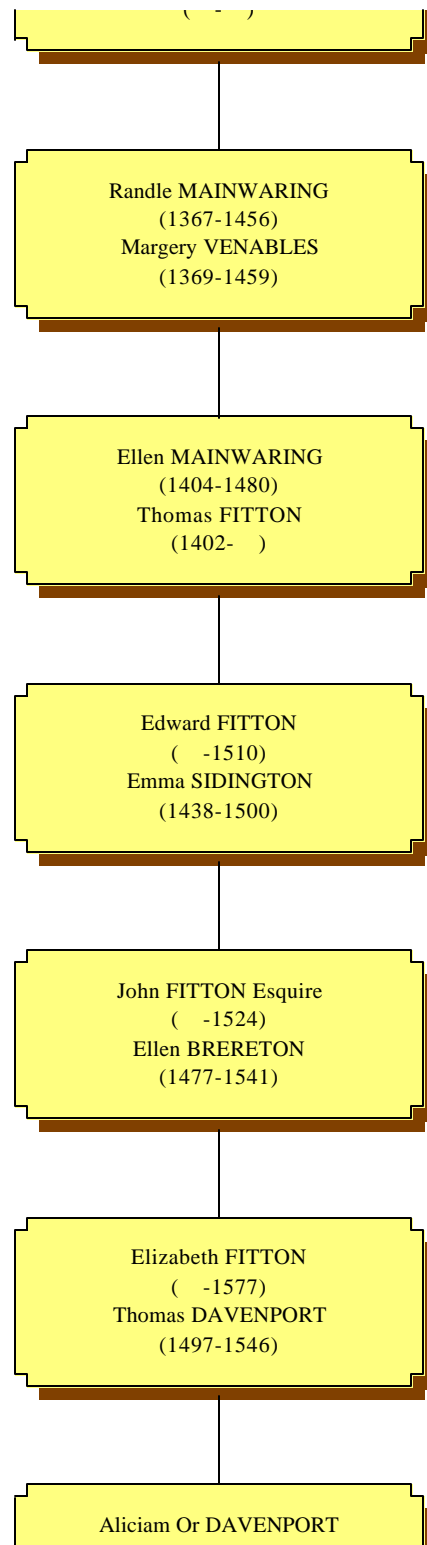 ( - )
Randle MAINWARING
(1367-1456)
Margery VENABLES
(1369-1459)
Ellen MAINWARING
(1404-1480)
Thomas FITTON
(1402- )
Edward FITTON
( -1510)
Emma SIDINGTON
(1438-1500)
John FITTON Esquire
( -1524)
Ellen BRERETON
(1477-1541)
Elizabeth FITTON
( -1577)
Thomas DAVENPORT
(1497-1546)
Aliciam Or DAVENPORT